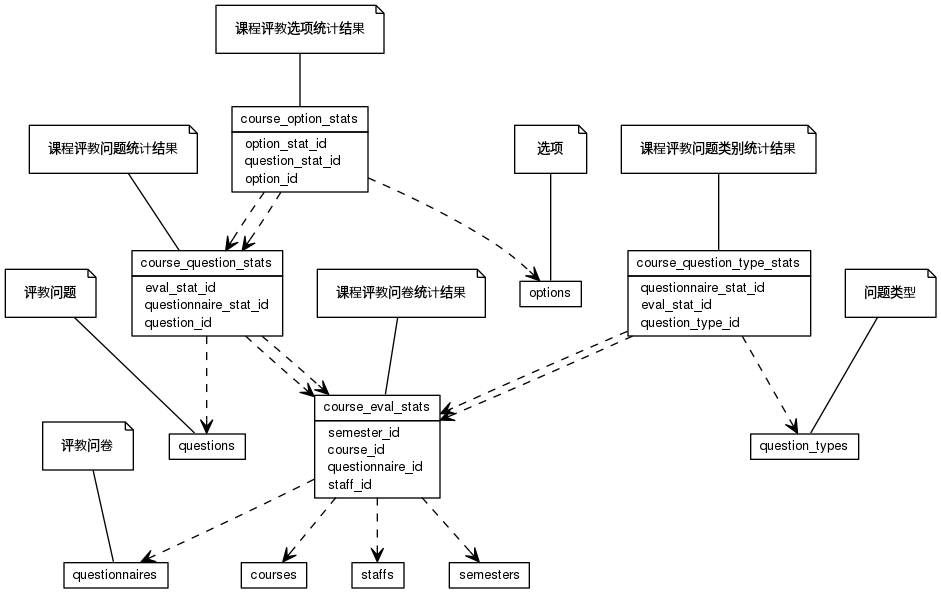 课程评教选项统计结果
course_option_stats
option_stat_id
question_stat_id
option_id
课程评教问题统计结果
选项
课程评教问题类别统计结果
course_question_stats
eval_stat_id
questionnaire_stat_id
question_id
course_question_type_stats
questionnaire_stat_id
eval_stat_id
question_type_id
评教问题
课程评教问卷统计结果
options
问题类型
course_eval_stats
semester_id
course_id
questionnaire_id
staff_id
评教问卷
questions
question_types
questionnaires
courses
staffs
semesters